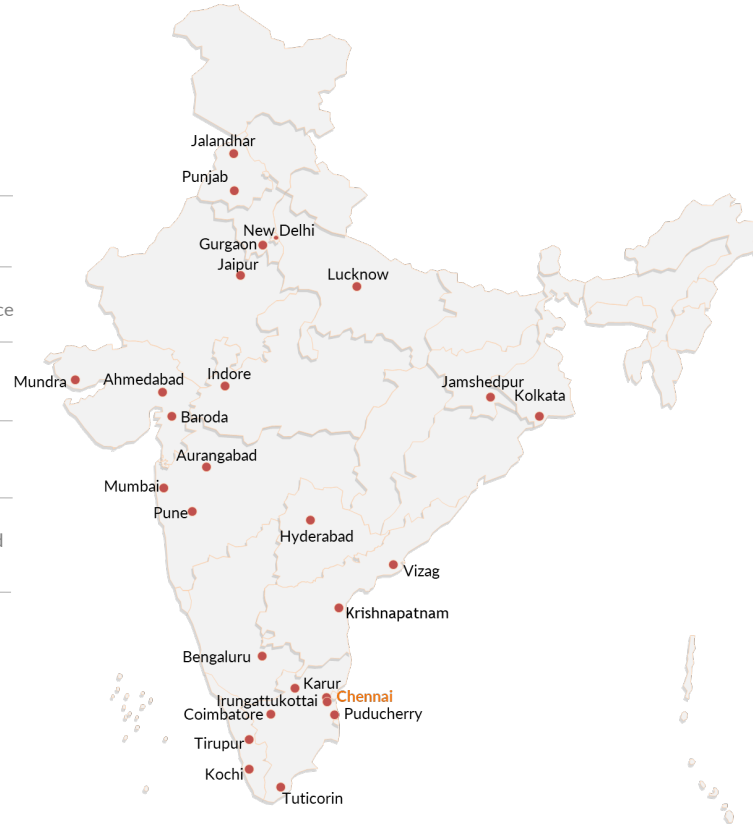 Jalandhar
Punjab
New Delhi
Gurgaon
Jaipur
Lucknow
ce
Indore
Mundra
Ahmedabad
Jamshedpur
Kolkata
Baroda
Aurangabad
Mumbai
Pune
Hyderabad
d
Vizag
Krishnapatnam
Bengaluru
Karur
Chennai
Irungattukottai
Coimbatore
Puducherry
Tirupur
Kochi
Tuticorin